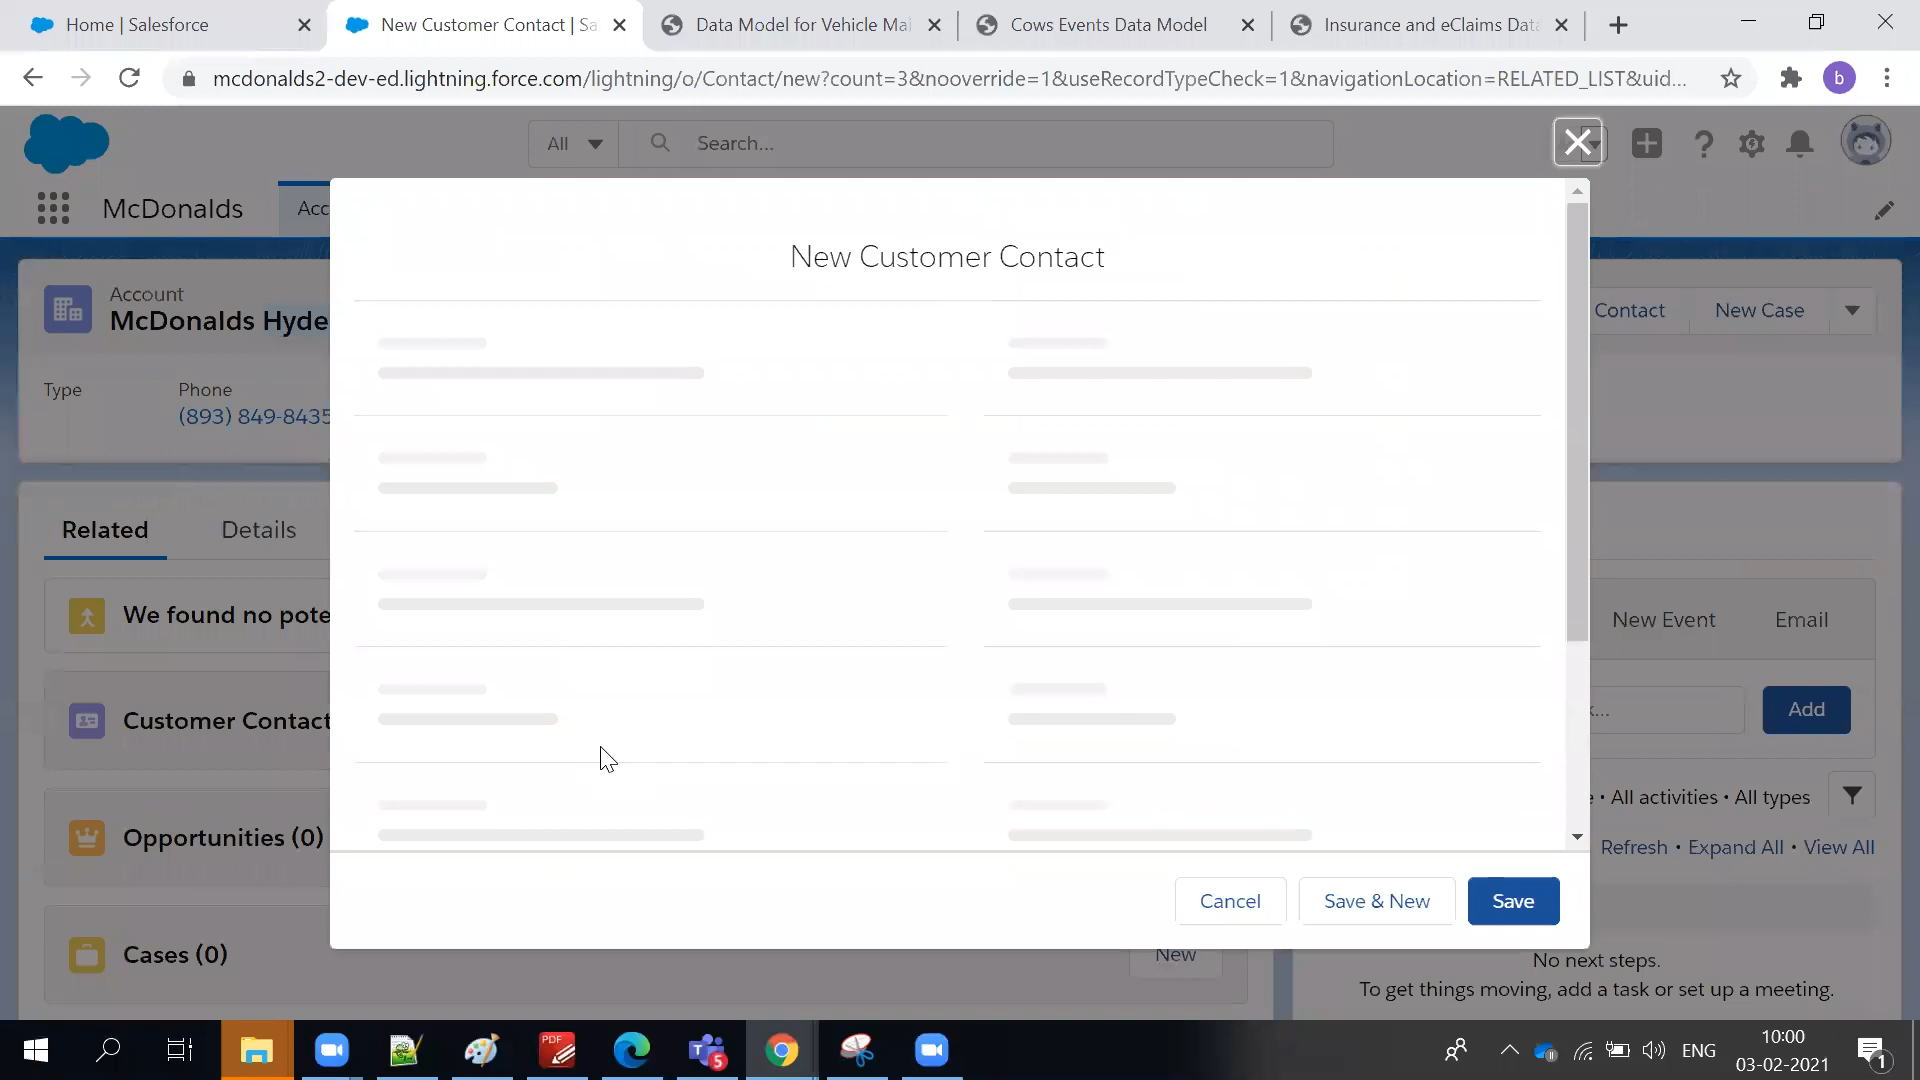 Home | Salesforce
New Customer Contact | Sa
Data Model for Vehicle Mai
Cows Events Data Model
Insurance and eClaims Data
mcdonalds2-dev-ed.lightning.force.com/lightning/o/Contact/new?count=3&nooverride=1&useRecordTypeCheck=1&navigationLocation=RELATED_LIST&uid...
b
All
Search...
McDonalds
Acc
New Customer Contact
Account
McDonalds Hyde
Contact
New Case
Type
Phone
(893) 849-8435
Related
Details
We found no pote
New Event
Email
Customer Contact
Add
Opportunities (0)
• All activities • All types
Refresh • Expand All • View All
Cancel
Save & New
Save
Cases (0)
New
No next steps.
To get things moving, add a task or set up a meeting.
PDF
5
ENG
10:00
03-02-2021
1